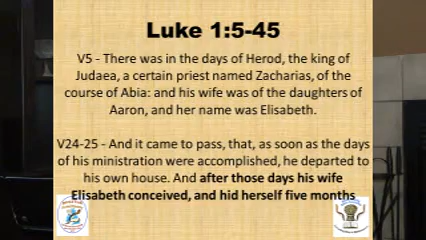 Luke 1:5-45
V5 - There was in the days of Herod, the king of
Judaea, a certain priest named Zacharias, of the
course of Abia: and his wife was of the daughters of
Aaron, and her name was Elisabeth.
V24-25 - And it came to pass, that, as soon as the days
of his ministration were accomplished, he departed to
his own house. And after those days his wife
Elisabeth conceived, and hid herself five months